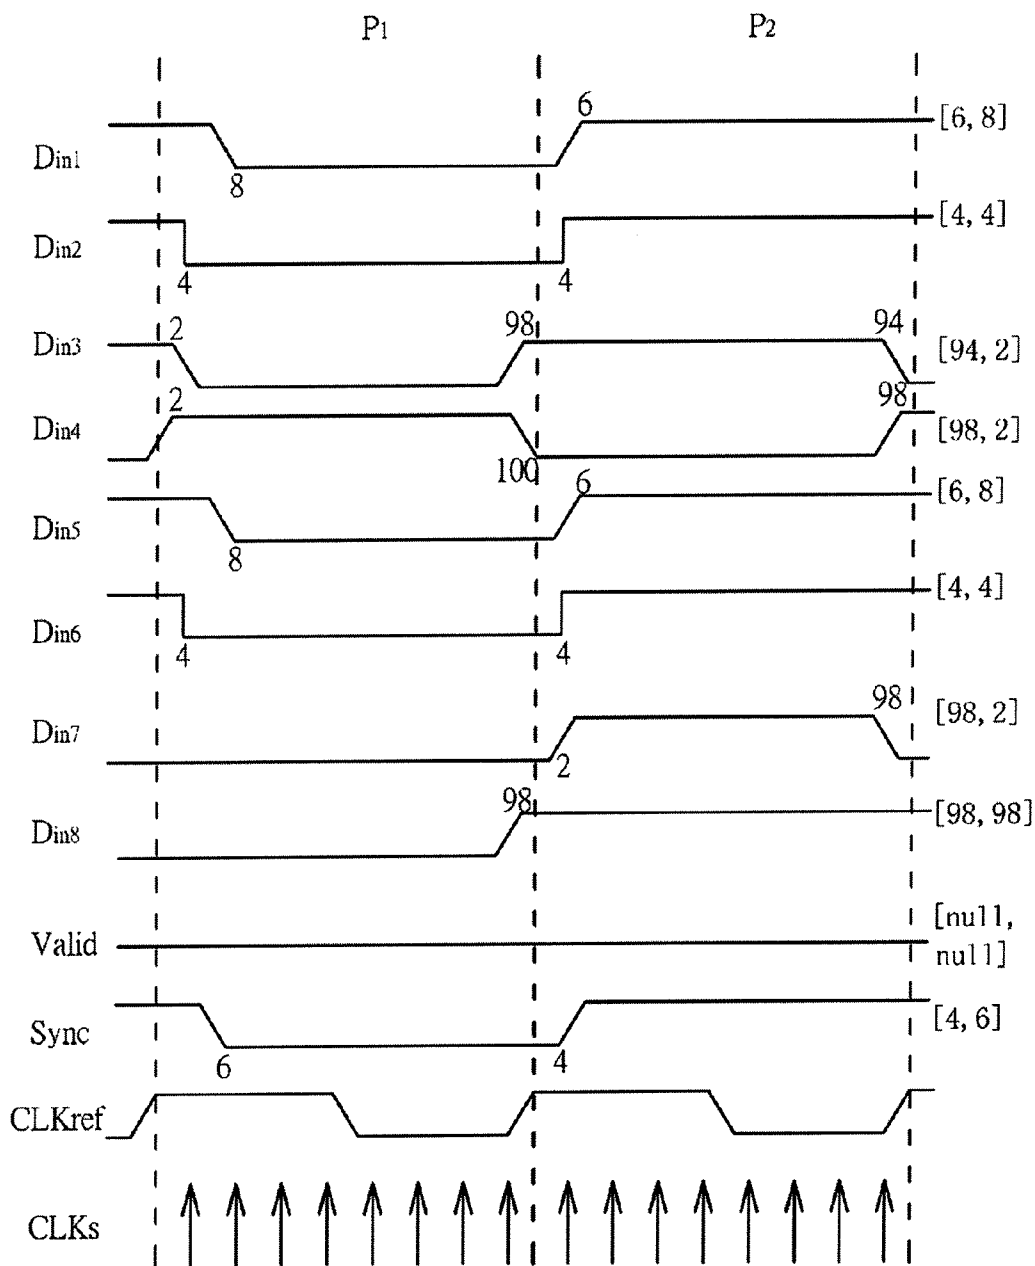 P1 P2
6 [6, 8]
Din1
8
[4, 4]
Din2
4 4
2 98 94
Din3 [94, 2]
2 98
Din4 [98, 2]
100
6 [6, 8]
Din5
8
[4, 4]
Din6
4 4
98 [98, 2]
Din7
2
98 [98, 98]
Din8
[null,
Valid null]
Sync [4, 6]
6 4
CLKref
CLKs